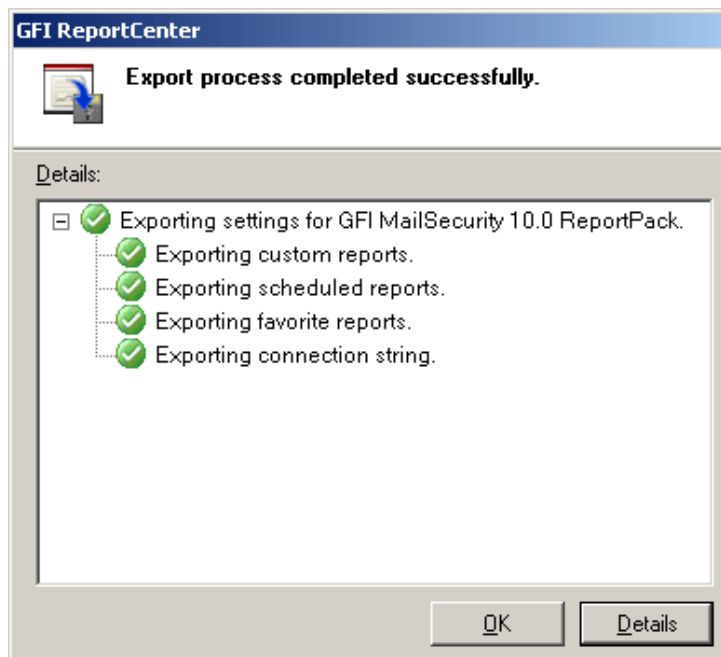 GFI ReportCenter
Export process completed successfully.
Details:
Exporting settings for GFI MailSecurity 10.0 ReportPack.
Exporting custom reports.
Exporting scheduled reports.
Exporting favorite reports.
Exporting connection string.
OK
Details